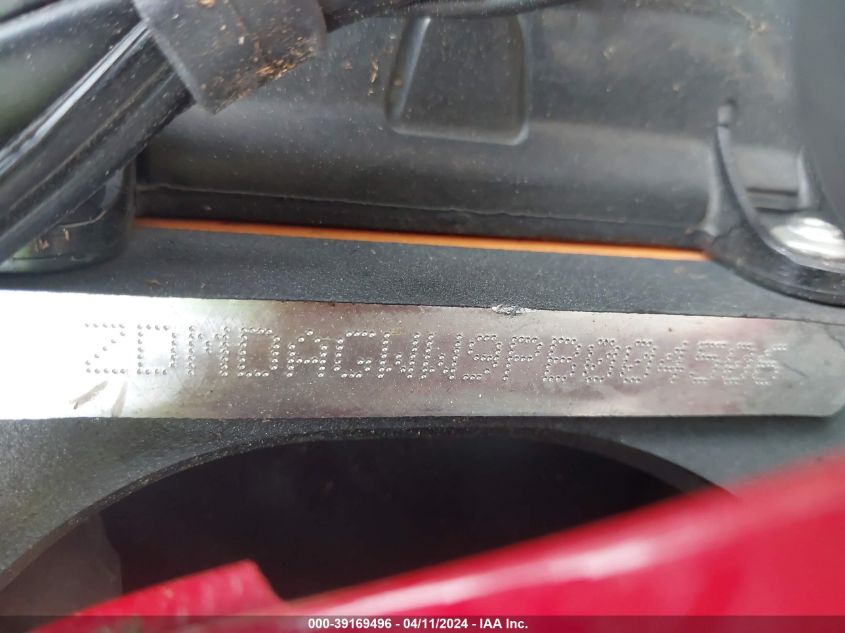 ZDMDAGWW9PB004506
000-39169496 - 04/11/2024 - IAA Inc.